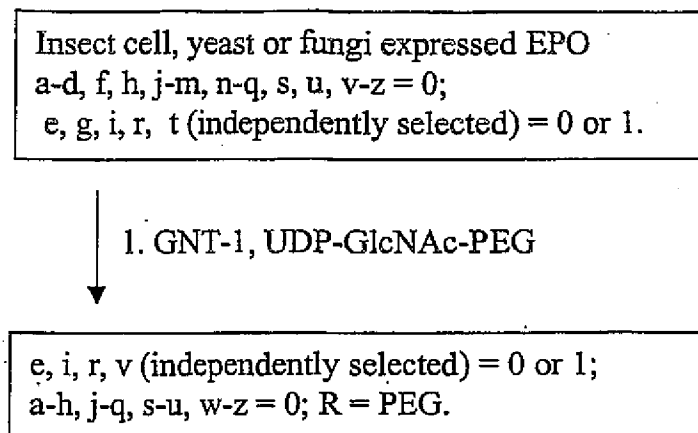 Insect cell, yeast or fungi expressed EPO
a-d, f, h, j-m, n-q, s, u, v-z = 0;
e, g, i, r, t (independently selected) = 0 or 1.
1. GNT-1, UDP-GlcNAc-PEG
e, i, r, v (independently selected) = 0 or 1;
a-h, j-q, s-u, w-z = 0; R = PEG.